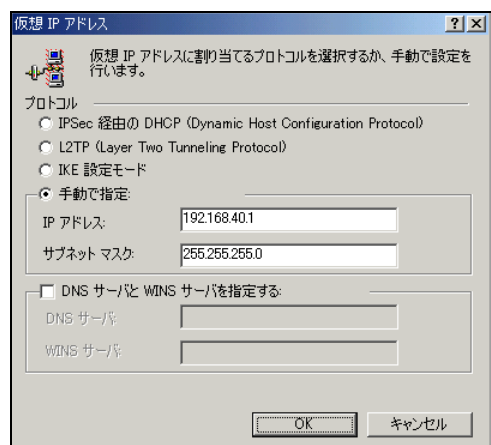 仮想 IP アドレス
仮想 IP アドレスに割り当てるプロトコルを選択するか、手動で設定を
行います。
プロトコル
IPSec 経由の DHCP (Dynamic Host Configuration Protocol)
L2TP (Layer Two Tunneling Protocol)
IKE 設定モード
手動で指定:
IP アドレス: 192.168.40.1
サブネット マスク: 255.255.255.0
DNS サーバと WINS サーバを指定する:
DNS サーバ:
WINS サーバ:
OK キャンセル